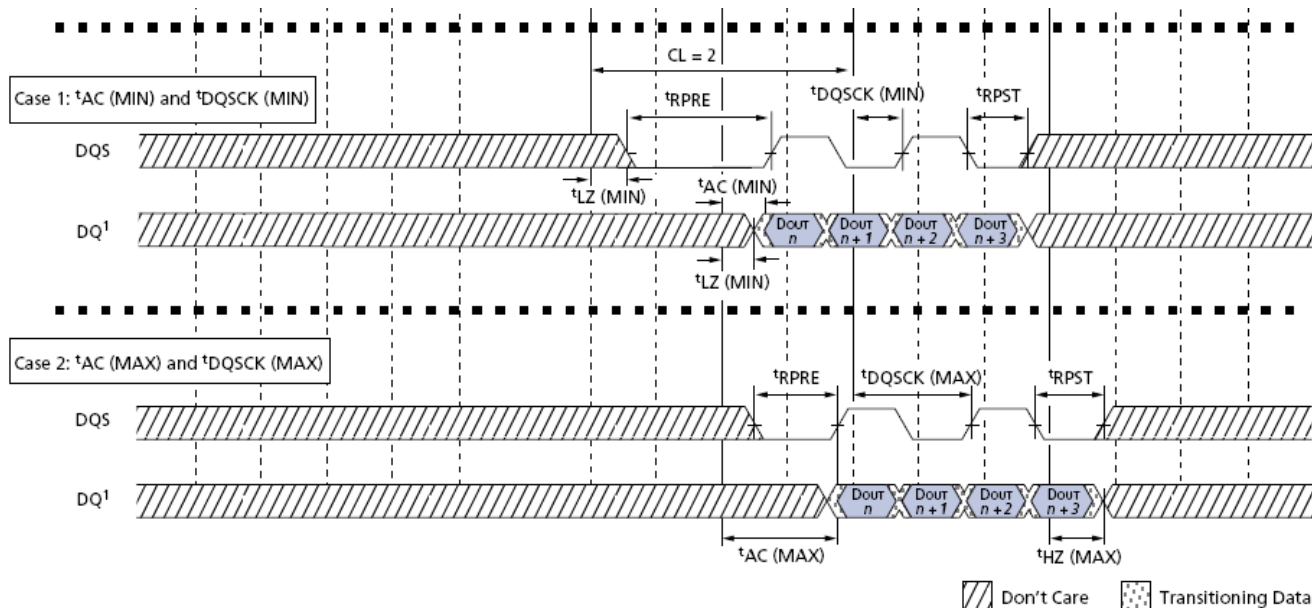 CL = 2
Case 1: tAC (MIN) and tDQSCK (MIN)
tRPRE
tDQSCK (MIN)
tRPST
DQS
tLZ (MIN)
tAC (MIN)
DQ1
DOUT
n
DOUT
n + 1
DOUT
n + 2
DOUT
n + 3
tLZ (MIN)
Case 2: tAC (MAX) and tDQSCK (MAX)
tRPRE
tDQSCK (MAX)
tRPST
DQS
DQ1
DOUT
n
DOUT
n + 1
DOUT
n + 2
DOUT
n + 3
tAC (MAX)
tHZ (MAX)
Don't Care
Transitioning Data